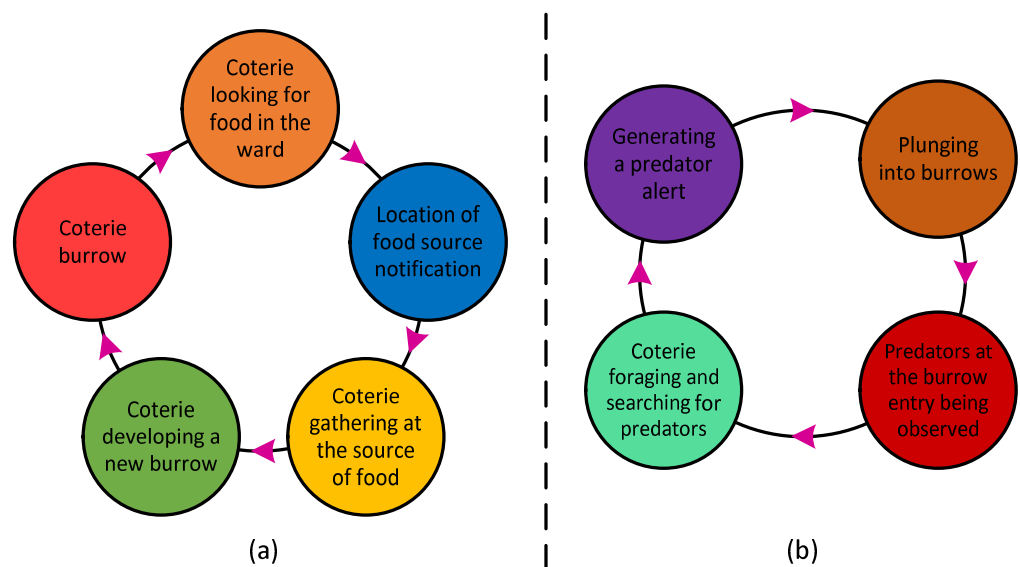 Coterie
looking for
food in the
ward
Location of
food source
notification
Coterie
gathering at
the source
of food
Coterie
developing a
new burrow
Coterie
burrow
(a)
Generating
a predator
alert
Plunging
into burrows
Predators at
the burrow
entry being
observed
Coterie
foraging and
searching for
predators
(b)